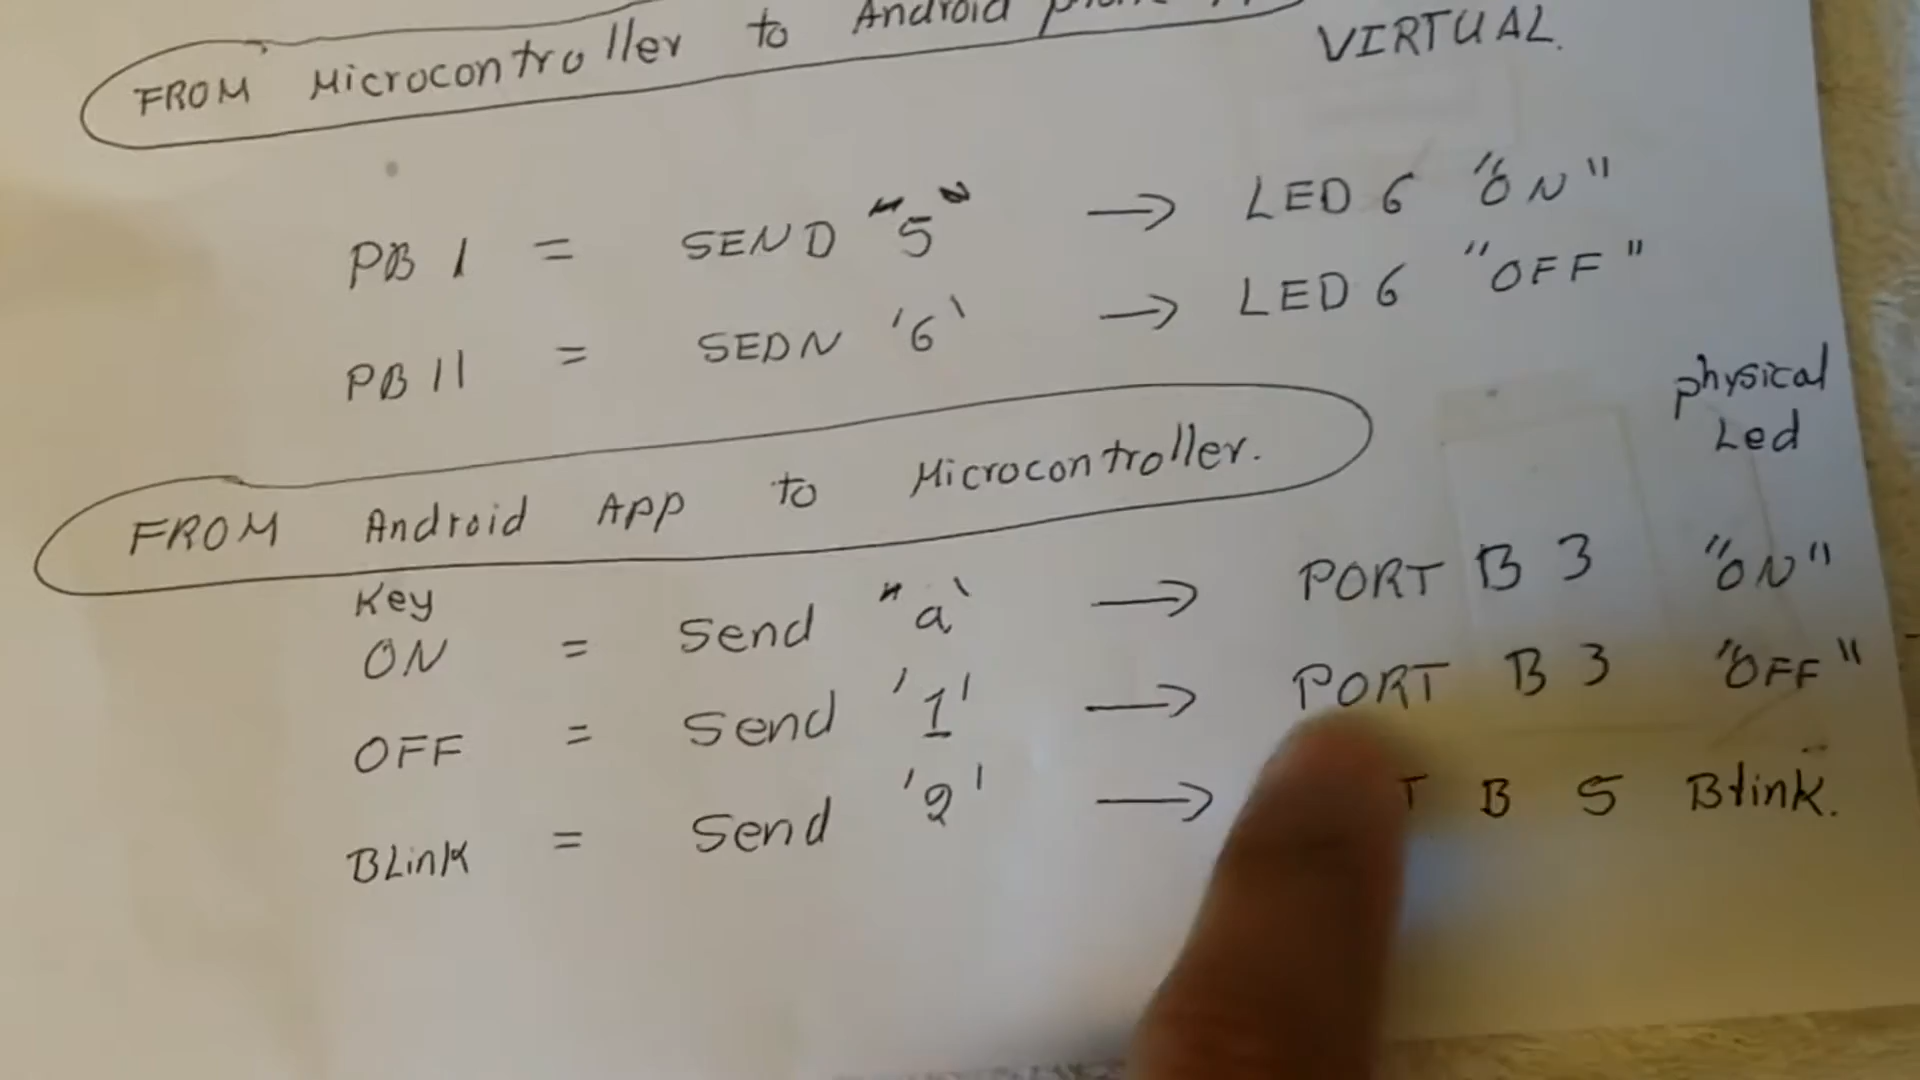 FROM Microcontroller to Android
VIRTUAL.
PB I = SEND "5" → LED 6 "ON"
PB II = SEDN '6' → LED 6 "OFF"
physical
Led
FROM Android APP to Microcontroller.
Key
ON = Send "a' → PORT B 3 "ON"
OFF = Send '1' → PORT B 3 "OFF"
BLink = Send '2' → T B 5 Blink.